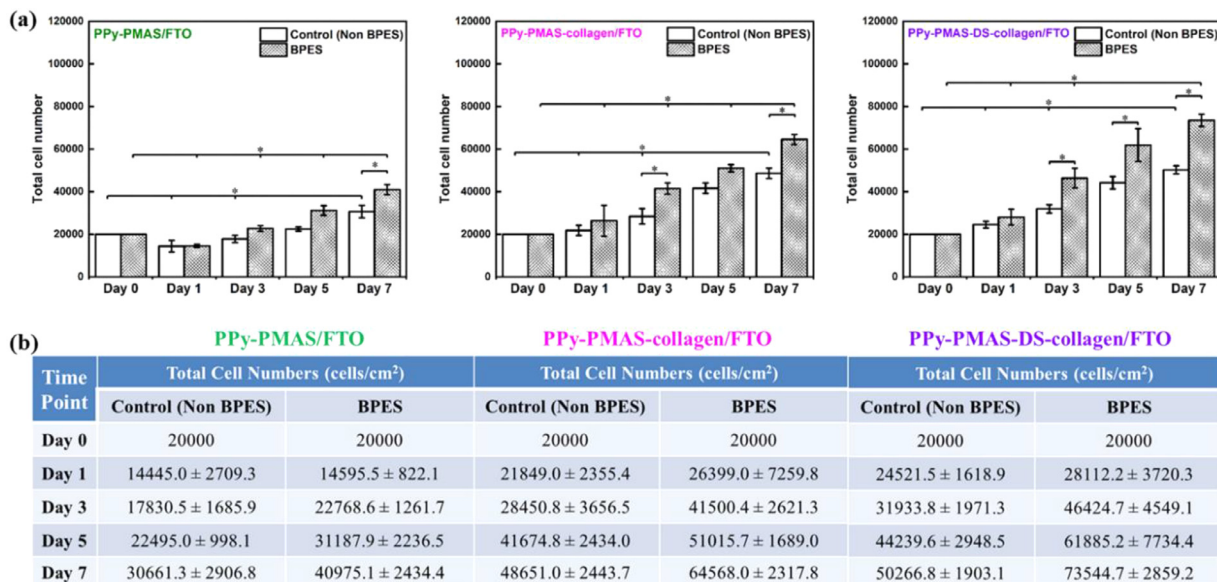 (a)
PPy-PMAS/FTO
Control (Non BPES)
BPES
Total cell number
120000
100000
80000
60000
40000
20000
0
Day 0 Day 1 Day 3 Day 5 Day 7
* * *
PPy-PMAS-collagen/FTO
Control (Non BPES)
BPES
Total cell number
120000
100000
80000
60000
40000
20000
0
Day 0 Day 1 Day 3 Day 5 Day 7
* * * *
PPy-PMAS-DS-collagen/FTO
Control (Non BPES)
BPES
Total cell number
120000
100000
80000
60000
40000
20000
0
Day 0 Day 1 Day 3 Day 5 Day 7
* * * * *
(b)
PPy-PMAS/FTO PPy-PMAS-collagen/FTO PPy-PMAS-DS-collagen/FTO
Time Point Total Cell Numbers (cells/cm²) Total Cell Numbers (cells/cm²) Total Cell Numbers (cells/cm²)
Control (Non BPES) BPES Control (Non BPES) BPES Control (Non BPES) BPES
Day 0 20000 20000 20000 20000 20000 20000
Day 1 14445.0 ± 2709.3 14595.5 ± 822.1 21849.0 ± 2355.4 26399.0 ± 7259.8 24521.5 ± 1618.9 28112.2 ± 3720.3
Day 3 17830.5 ± 1685.9 22768.6 ± 1261.7 28450.8 ± 3656.5 41500.4 ± 2621.3 31933.8 ± 1971.3 46424.7 ± 4549.1
Day 5 22495.0 ± 998.1 31187.9 ± 2236.5 41674.8 ± 2434.0 51015.7 ± 1689.0 44239.6 ± 2948.5 61885.2 ± 7734.4
Day 7 30661.3 ± 2906.8 40975.1 ± 2434.4 48651.0 ± 2443.7 64568.0 ± 2317.8 50266.8 ± 1903.1 73544.7 ± 2859.2